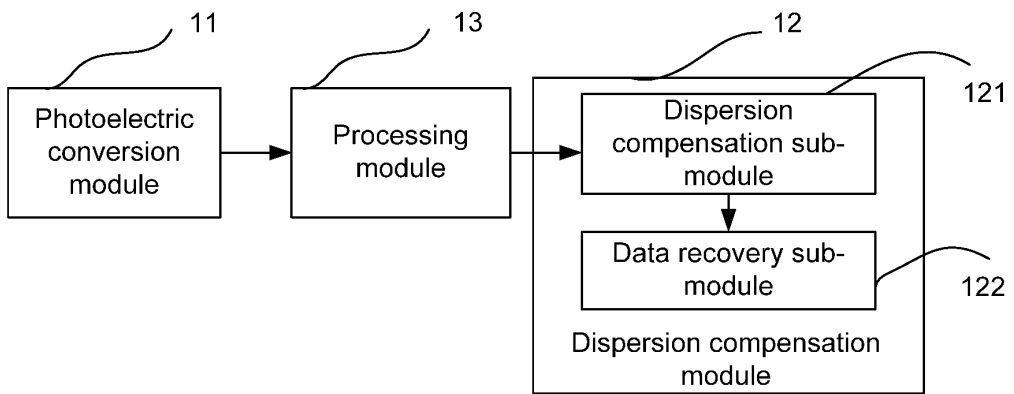 11
13
12
121
Photoelectric
conversion
module
Processing
module
Dispersion
compensation sub-
module
Data recovery sub-
module
122
Dispersion compensation
module